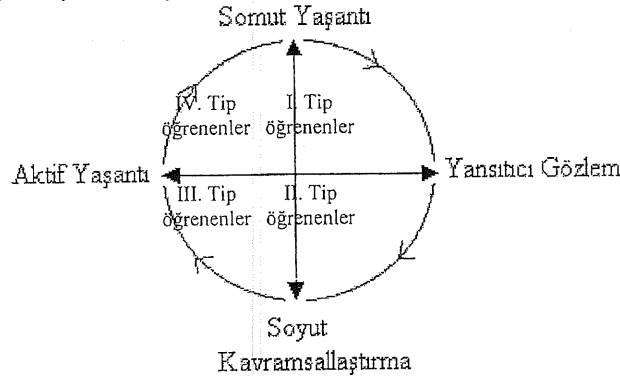 Somut Yaşantı
IV. Tip
öğrenenler
I. Tip
öğrenenler
Aktif Yaşantı
Yansıtıcı Gözlem
III. Tip
öğrenenler
II. Tip
öğrenenler
Soyut
Kavramsallaştırma